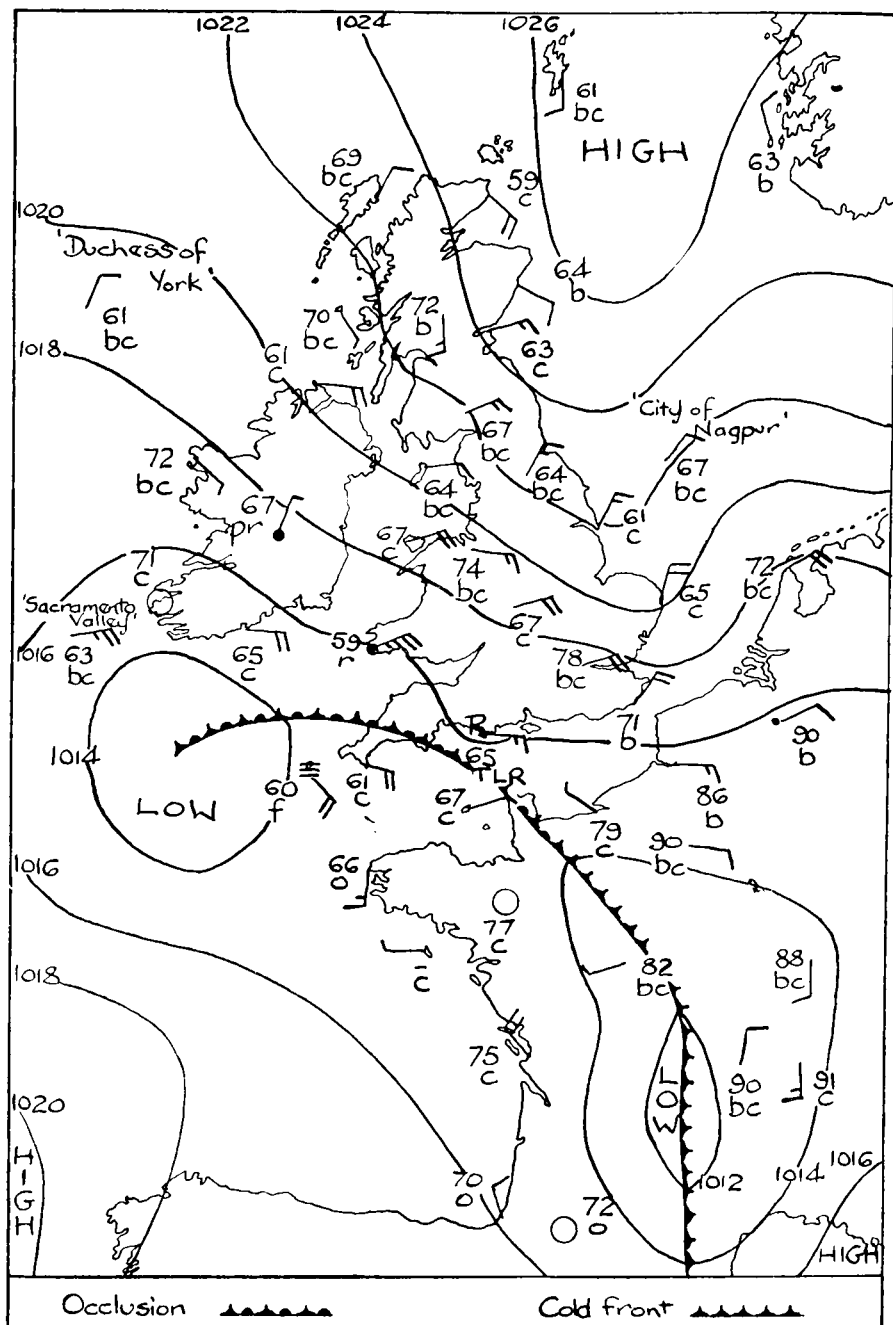 1022
1024
1026
61
bc
HIGH
63
b
69
bc
59
c
1020
'Duchess of
York'
64
b
61
bc
70
bc
72
b
63
c
1018
61
c
'City of
Nagpur'
67
bc
67
bc
72
bc
64
bc
64
bc
61
c
67
pr
67
c
71
c
74
bc
72
bc
65
c
'Sacramento
Valley'
67
c
1016
63
bc
65
c
59
r
78
bc
R
71
b
90
b
1014
LOW
60
f
61
c
65
TLR
67
c
86
b
79
c
90
bc
1016
66
o
77
c
c
82
bc
88
bc
1018
75
c
LOW
90
bc
91
c
1020
HIGH
70
o
72
o
1012
1014
1016
HIGH
Occlusion
Cold front